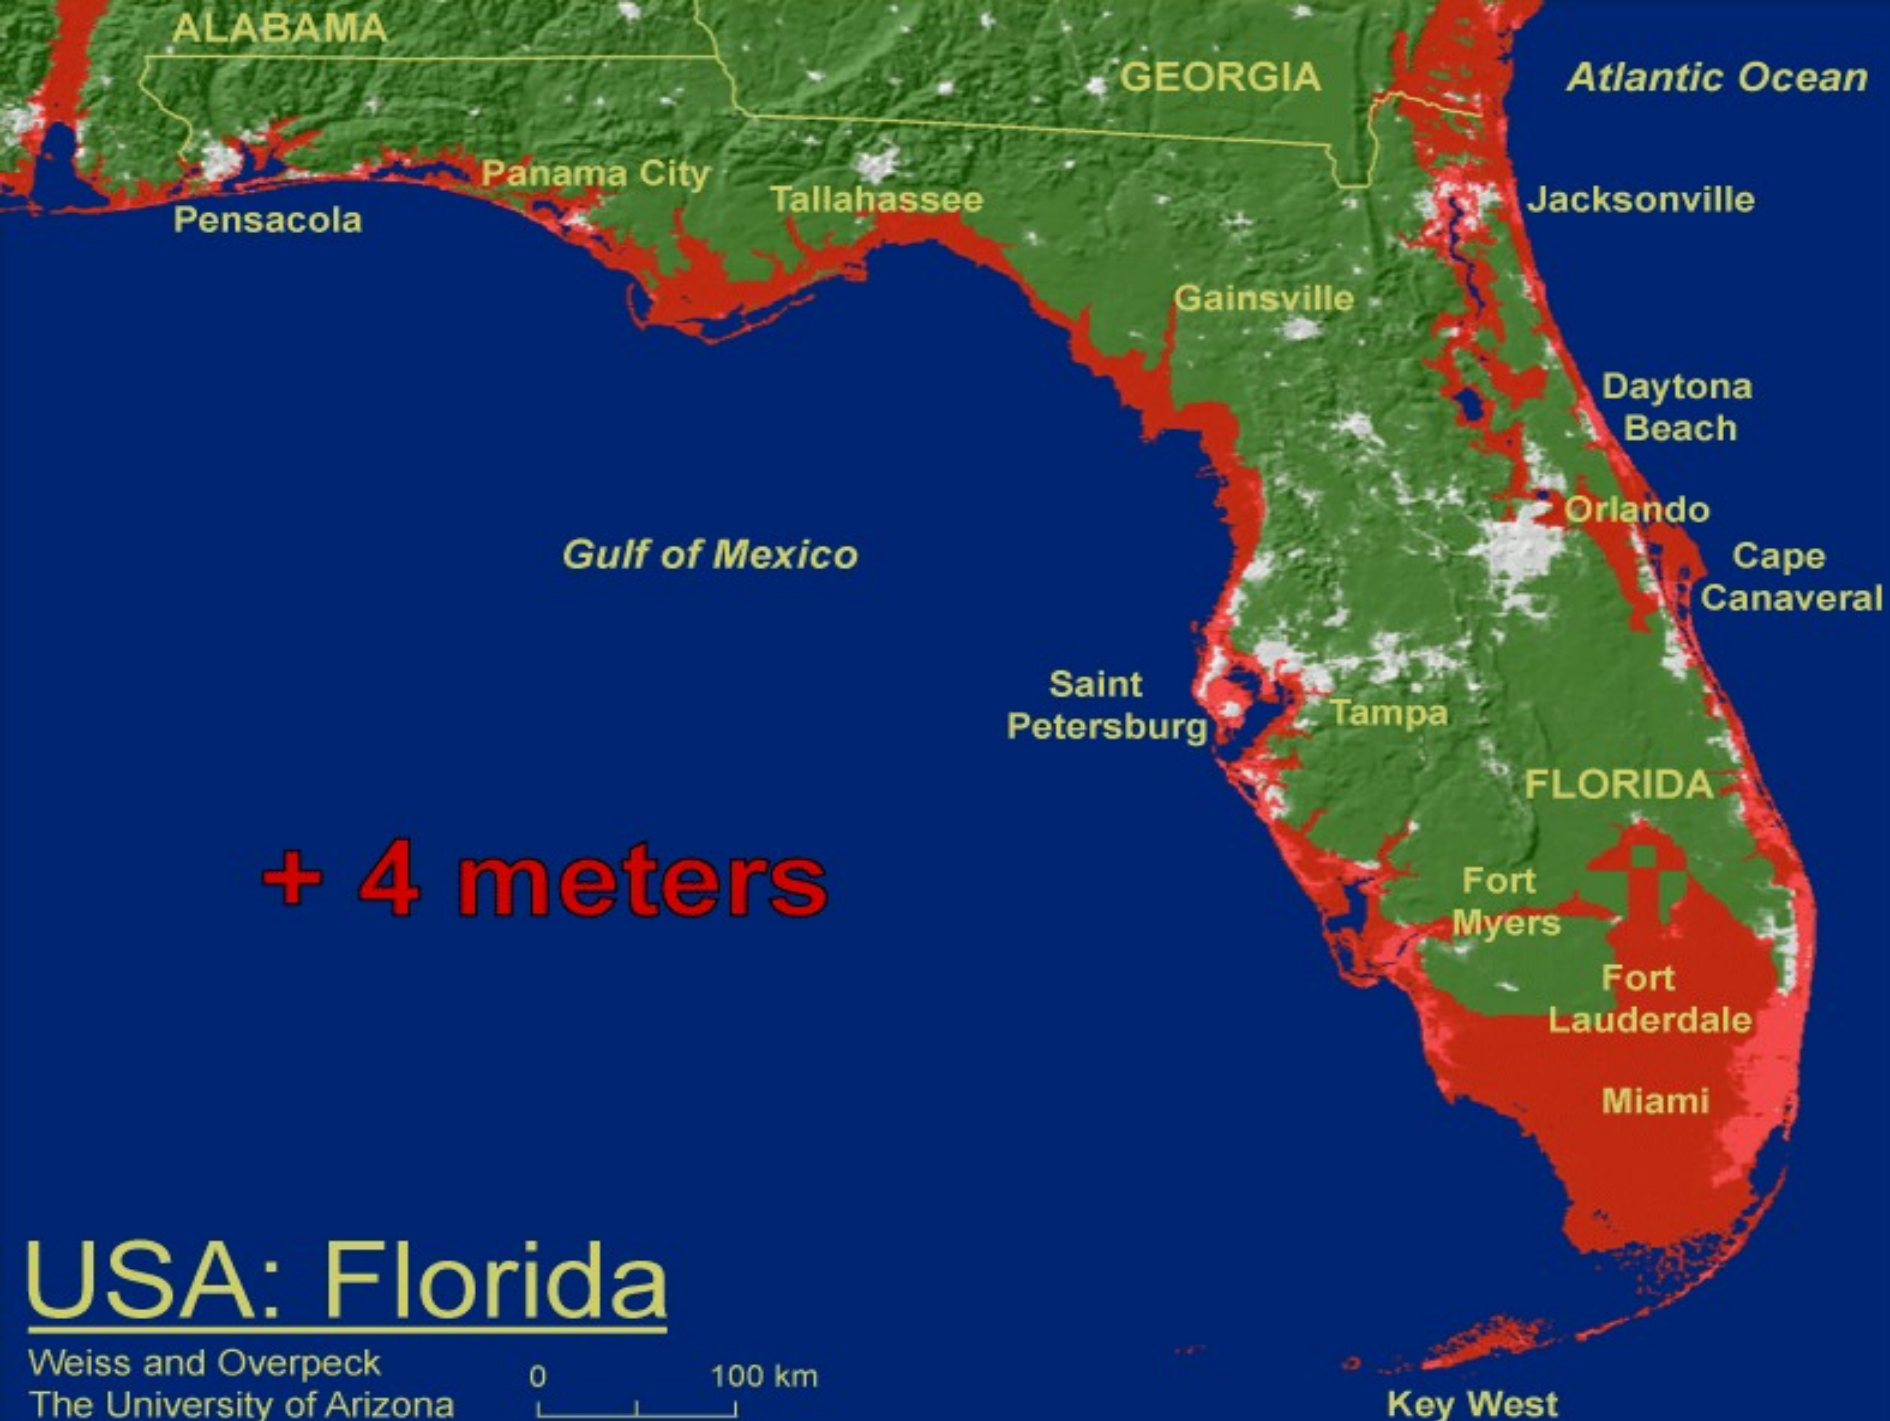 ALABAMA
GEORGIA
Atlantic Ocean
Panama City
Tallahassee
Jacksonville
Pensacola
Gainsville
Daytona
Beach
Orlando
Gulf of Mexico
Cape
Canaveral
Saint
Petersburg
Tampa
FLORIDA
+ 4 meters
Fort
Myers
Fort
Lauderdale
Miami
USA: Florida
Weiss and Overpeck
The University of Arizona
0 100 km
Key West